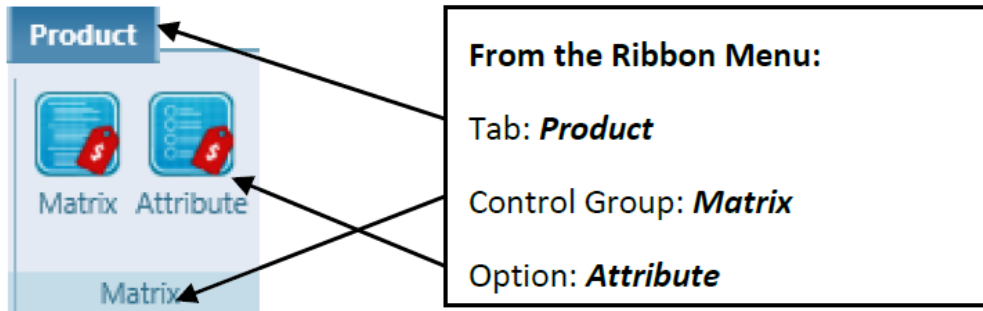 Product
$ $
Matrix Attribute
Matrix
From the Ribbon Menu:
Tab: Product
Control Group: Matrix
Option: Attribute